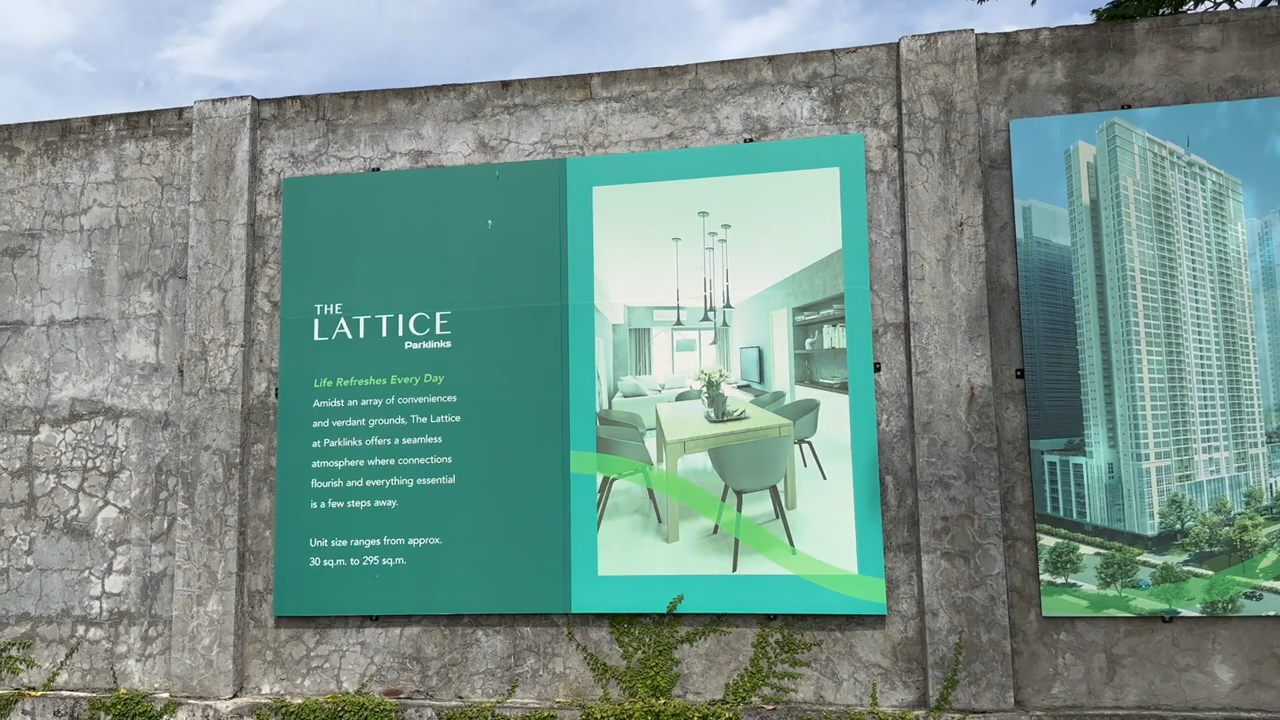 THE
LATTICE
Parklinks
Life Refreshes Every Day
Amidst an array of conveniences
and verdant grounds, The Lattice
at Parklinks offers a seamless
atmosphere where connections
flourish and everything essential
is a few steps away.
Unit size ranges from approx.
30 sq.m. to 295 sq.m.